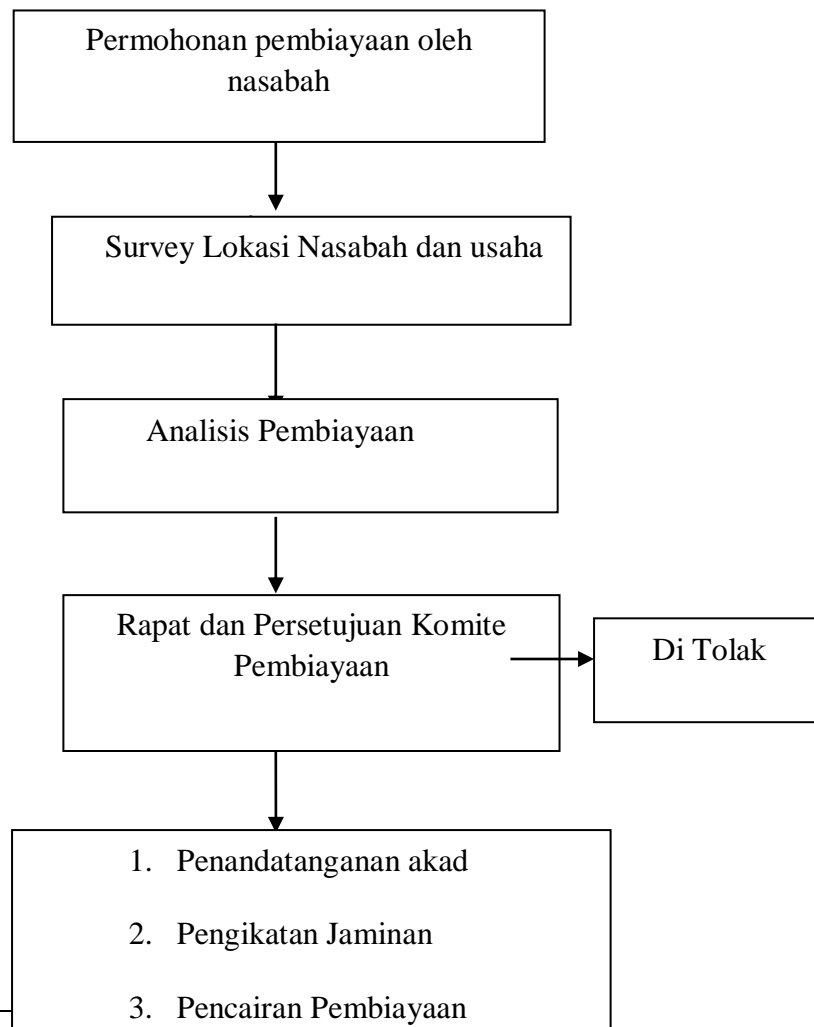 Permohonan pembiayaan oleh
nasabah
Survey Lokasi Nasabah dan usaha
Analisis Pembiayaan
Rapat dan Persetujuan Komite
Pembiayaan
Di Tolak
1. Penandatanganan akad
2. Pengikatan Jaminan
3. Pencairan Pembiayaan